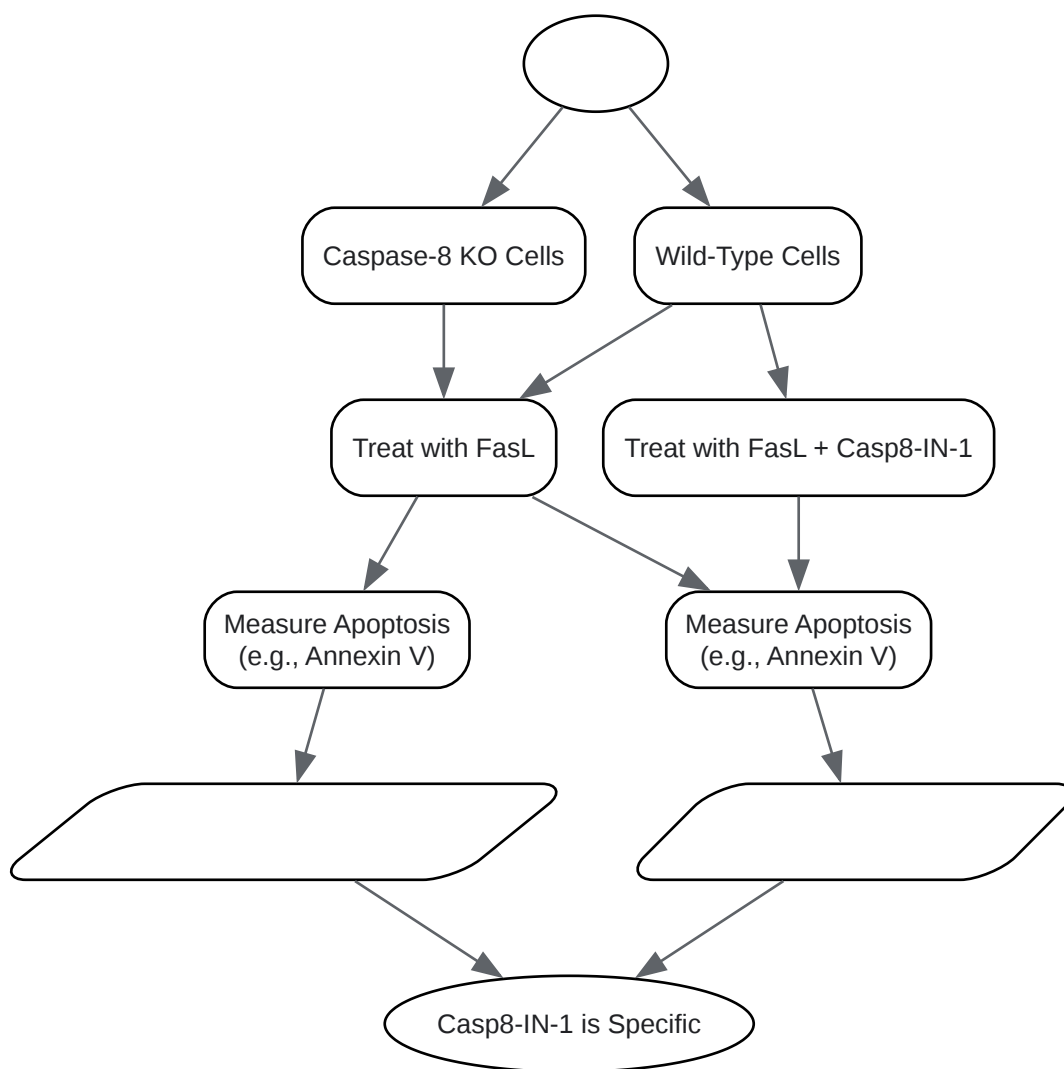 Caspase-8 KO Cells
Wild-Type Cells
Treat with FasL
Treat with FasL + Casp8-IN-1
Measure Apoptosis
(e.g., Annexin V)
Measure Apoptosis
(e.g., Annexin V)
Casp8-IN-1 is Specific